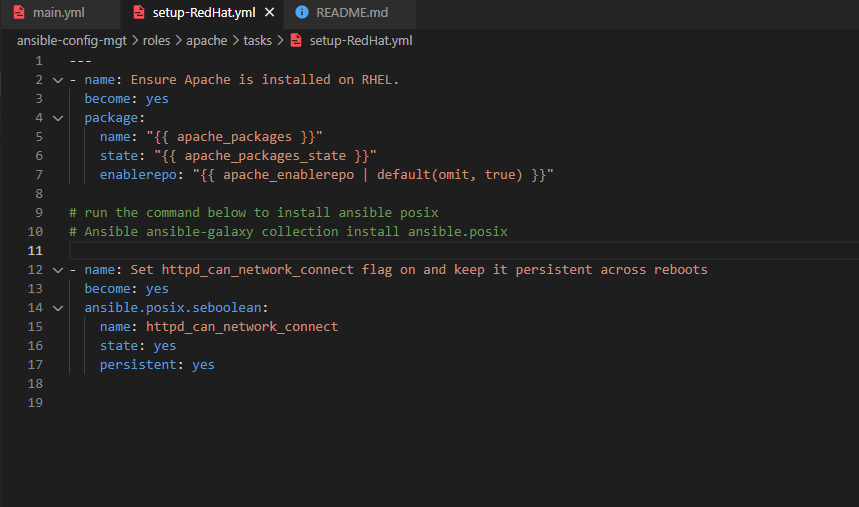 main.yml setup-RedHat.yml README.md
ansible-config-mgt > roles > apache > tasks > setup-RedHat.yml
1 ---
2 - name: Ensure Apache is installed on RHEL.
3 become: yes
4 package:
5 name: "{{ apache_packages }}"
6 state: "{{ apache_packages_state }}"
7 enablerepo: "{{ apache_enablerepo | default(omit, true) }}"
8
9 # run the command below to install ansible posix
10 # Ansible ansible-galaxy collection install ansible.posix
11
12 - name: Set httpd_can_network_connect flag on and keep it persistent across reboots
13 become: yes
14 ansible.posix.seboolean:
15 name: httpd_can_network_connect
16 state: yes
17 persistent: yes
18
19